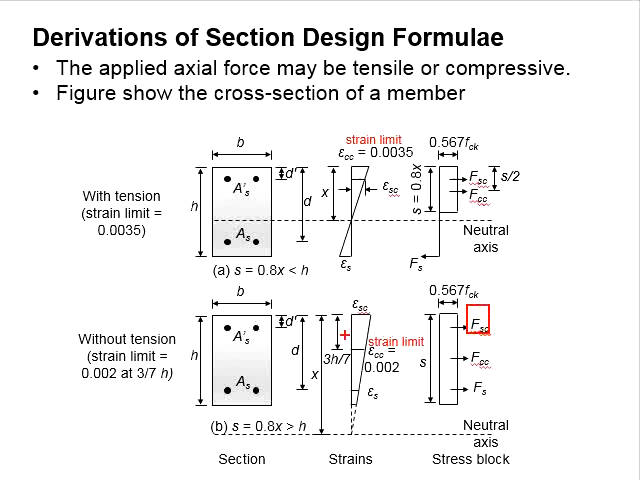 Derivations of Section Design Formulae
• The applied axial force may be tensile or compressive.
• Figure show the cross-section of a member
b
strain limit
εcc = 0.0035
0.567fck
With tension
(strain limit =
0.0035)
h
A's
As
d'
d
x
εsc
εs
s = 0.8x
Fsc
s/2
Fcc
Fs
Neutral
axis
(a) s = 0.8x < h
b
εsc
0.567fck
Without tension
(strain limit =
0.002 at 3/7 h)
h
A's
As
d'
d
x
+
3h/7
strain limit
εcc =
0.002
εs
s
Fsc
Fcc
Fs
(b) s = 0.8x > h
Neutral
axis
Section
Strains
Stress block